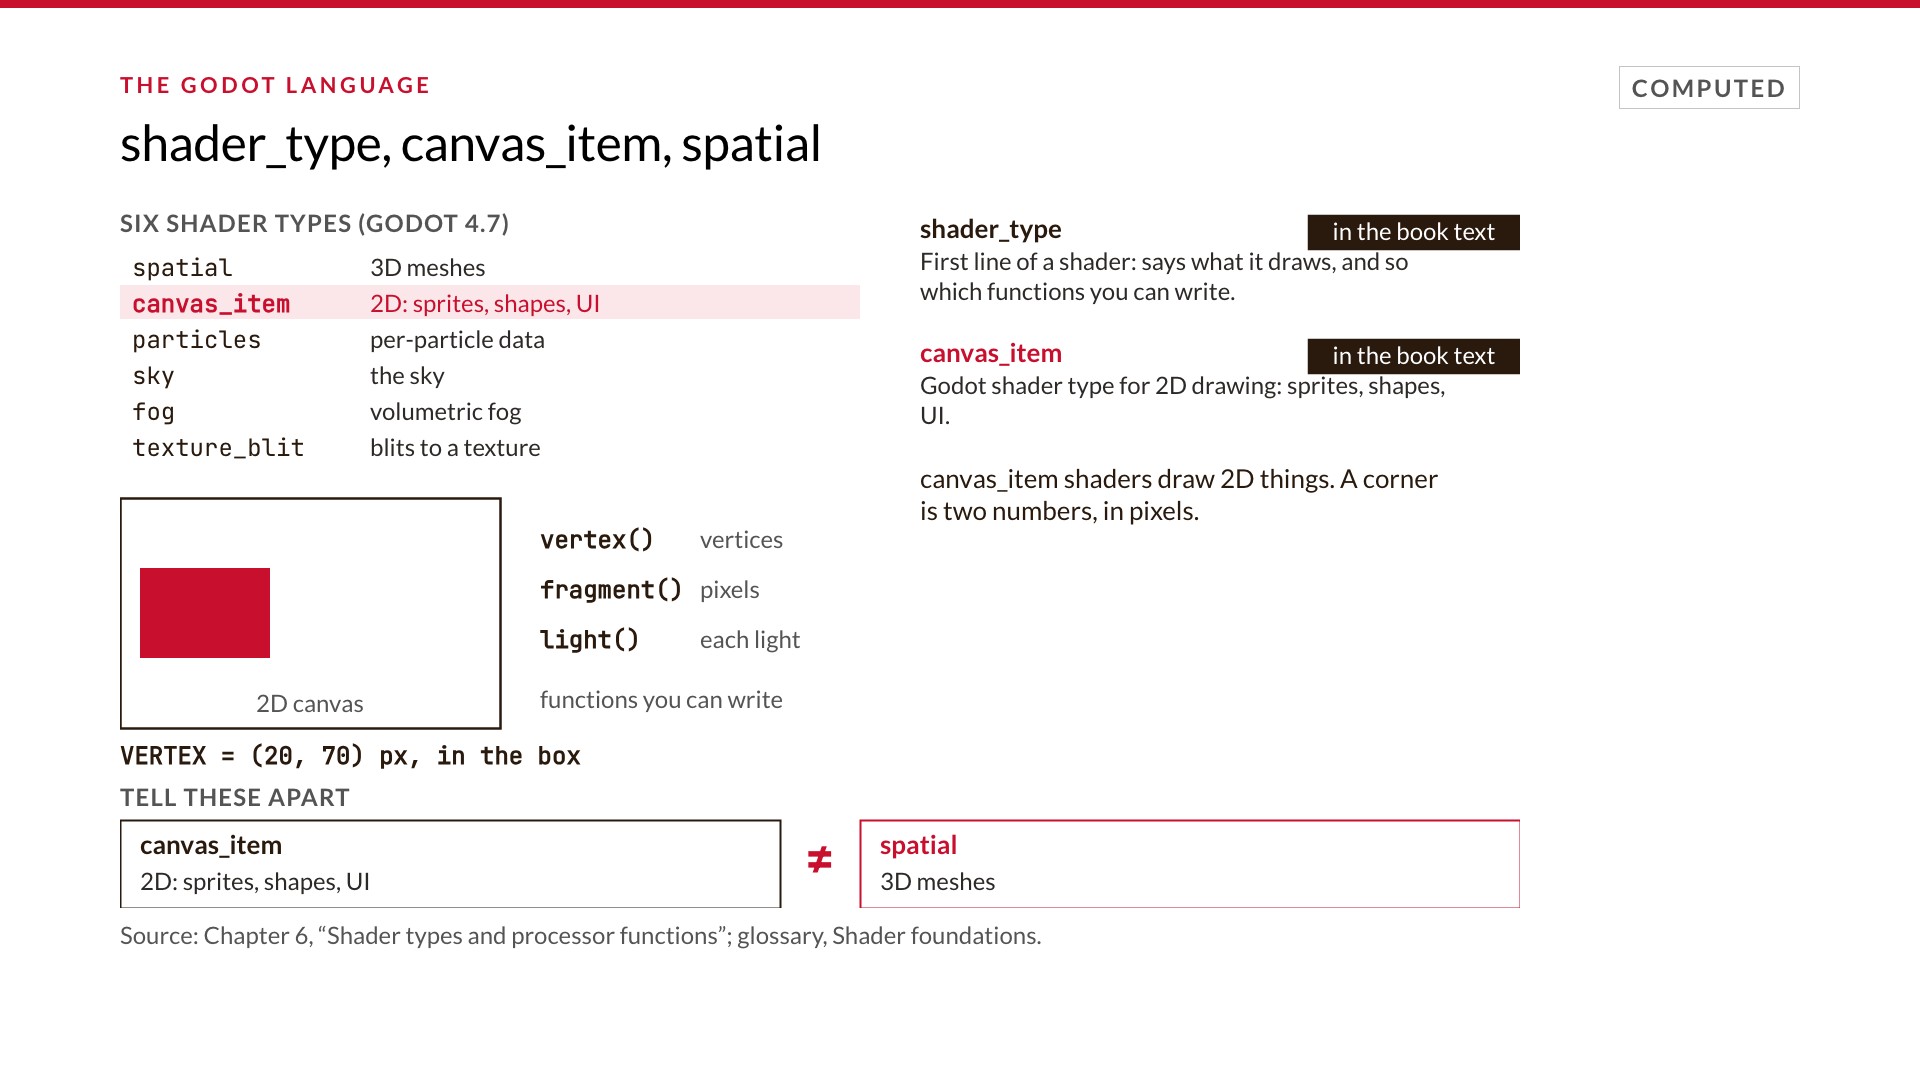 THE GODOT LANGUAGE
COMPUTED
shader_type, canvas_item, spatial
SIX SHADER TYPES (GODOT 4.7)
spatial 3D meshes
canvas_item 2D: sprites, shapes, UI
particles per-particle data
sky the sky
fog volumetric fog
texture_blit blits to a texture
2D canvas
vertex() vertices
fragment() pixels
light() each light
functions you can write
VERTEX = (20, 70) px, in the box
shader_type in the book text
First line of a shader: says what it draws, and so
which functions you can write.
canvas_item in the book text
Godot shader type for 2D drawing: sprites, shapes,
UI.
canvas_item shaders draw 2D things. A corner
is two numbers, in pixels.
TELL THESE APART
canvas_item
2D: sprites, shapes, UI
≠
spatial
3D meshes
Source: Chapter 6, “Shader types and processor functions”; glossary, Shader foundations.